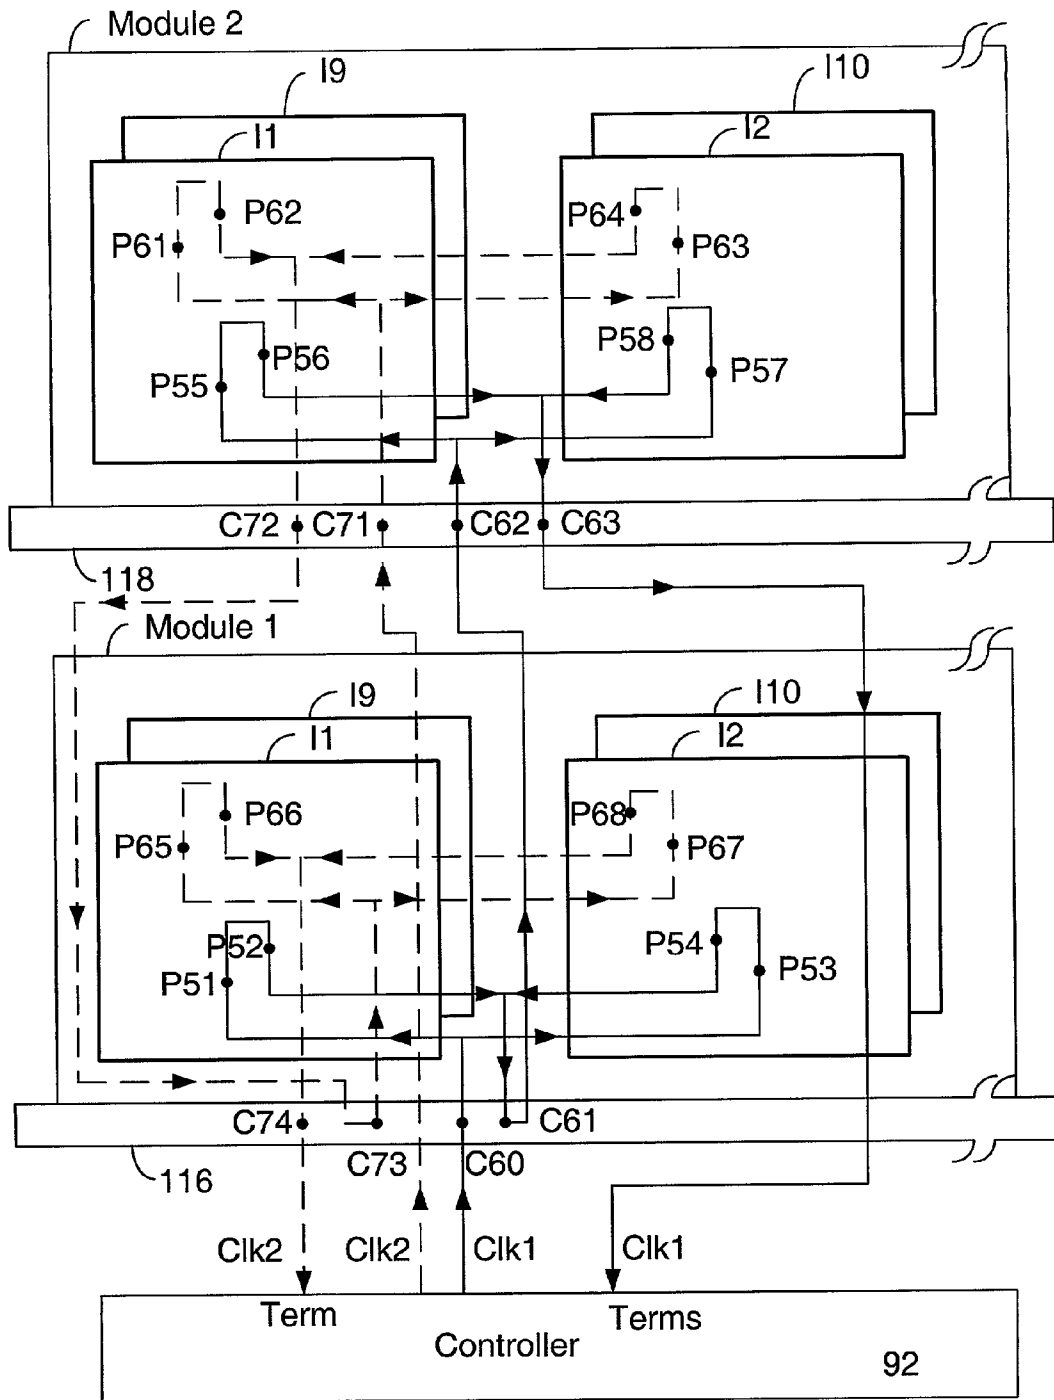 Module 2
I9
I10
I1
I2
P62
P64
P61
P63
P56
P58
P55
P57
C72
C71
C62
C63
118
Module 1
I9
I10
I1
I2
P66
P68
P65
P67
P52
P54
P51
P53
C74
C61
C73
C60
116
Clk2
Clk2
Clk1
Clk1
Term
Terms
Controller
92